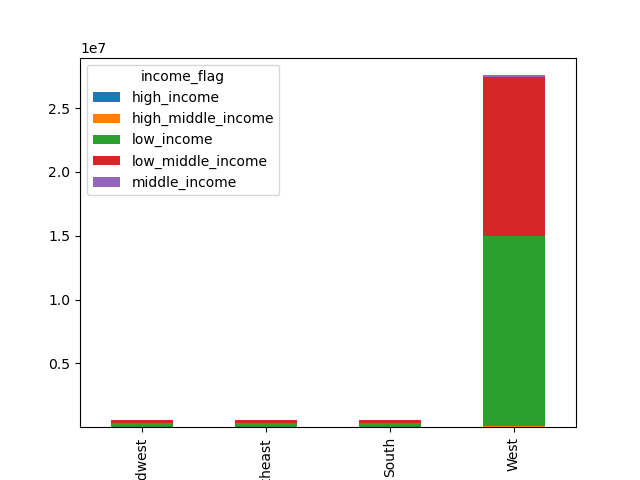 1e7
income_flag
high_income
high_middle_income
low_income
low_middle_income
middle_income
2.5
2.0
1.5
1.0
0.5
dwest
theast
South
West